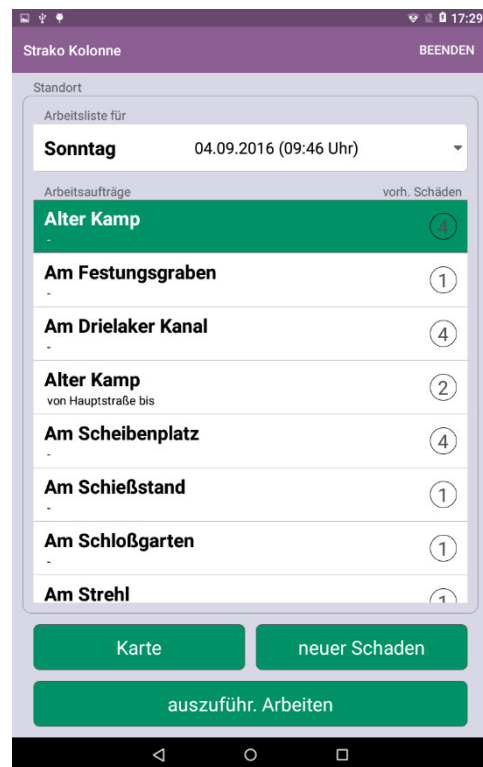 17:29
Strako Kolonne BEENDEN
Standort
Arbeitsliste für
Sonntag 04.09.2016 (09:46 Uhr)
Arbeitsaufträge vorh. Schäden
Alter Kamp 4
-
Am Festungsgraben 1
-
Am Drielaker Kanal 4
-
Alter Kamp 2
von Hauptstraße bis
Am Scheibenplatz 4
-
Am Schießstand 1
-
Am Schloßgarten 1
-
Am Strehl 1
Karte neuer Schaden
auszuführ. Arbeiten